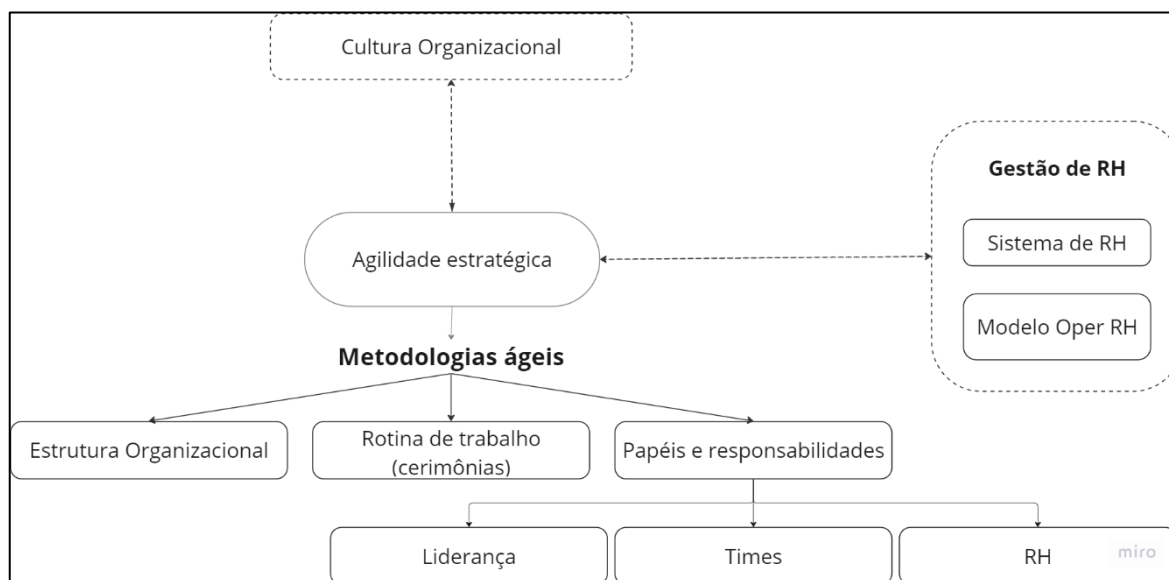 Cultura Organizacional
Gestão de RH
Sistema de RH
Agilidade estratégica
Modelo Oper RH
Metodologias ágeis
Estrutura Organizacional
Rotina de trabalho
(cerimônias)
Papéis e responsabilidades
Liderança
Times
RH
miro